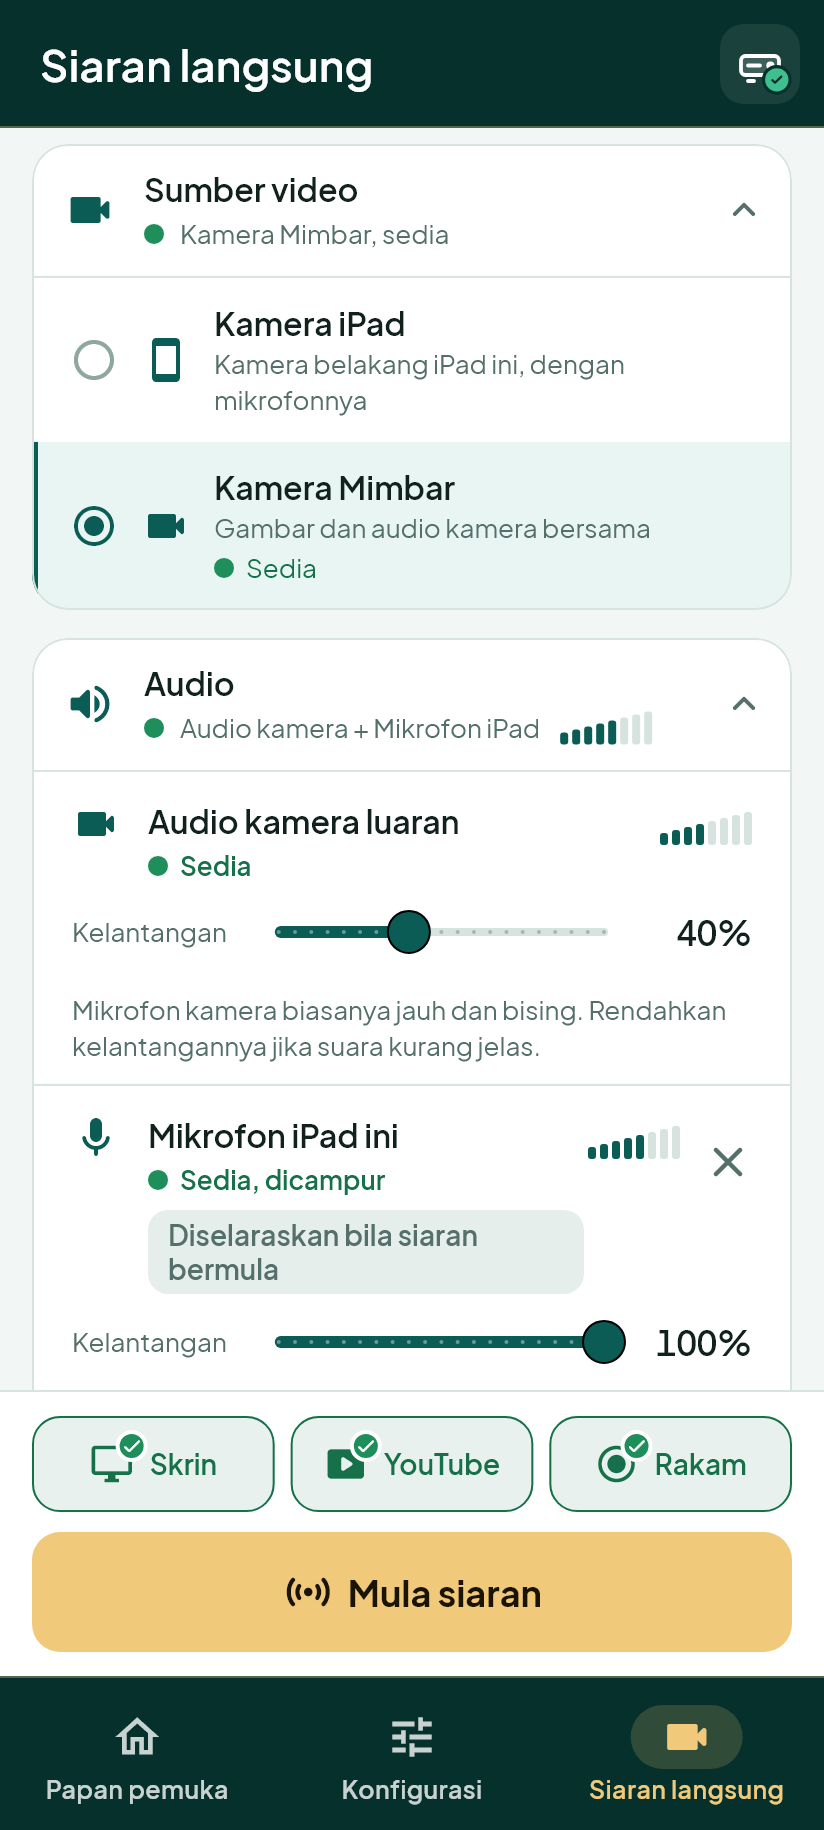 Siaran langsung
Sumber video
Kamera Mimbar, sedia
Kamera iPad
Kamera belakang iPad ini, dengan
mikrofonnya
Kamera Mimbar
Gambar dan audio kamera bersama
Sedia
Audio
Audio kamera + Mikrofon iPad
Audio kamera luaran
Sedia
Kelantangan 40%
Mikrofon kamera biasanya jauh dan bising. Rendahkan
kelantangannya jika suara kurang jelas.
Mikrofon iPad ini
Sedia, dicampur
Diselaraskan bila siaran
bermula
Kelantangan 100%
Skrin YouTube Rakam
Mula siaran
Papan pemuka Konfigurasi Siaran langsung